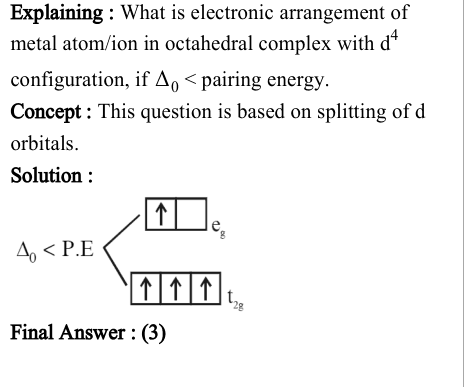 Explaining : What is electronic arrangement of
metal atom/ion in octahedral complex with d⁴
configuration, if Δ₀ < pairing energy.
Concept : This question is based on splitting of d
orbitals.
Solution :
↑ e_g
Δ₀ < P.E
↑ ↑ ↑ t_2g
Final Answer : (3)